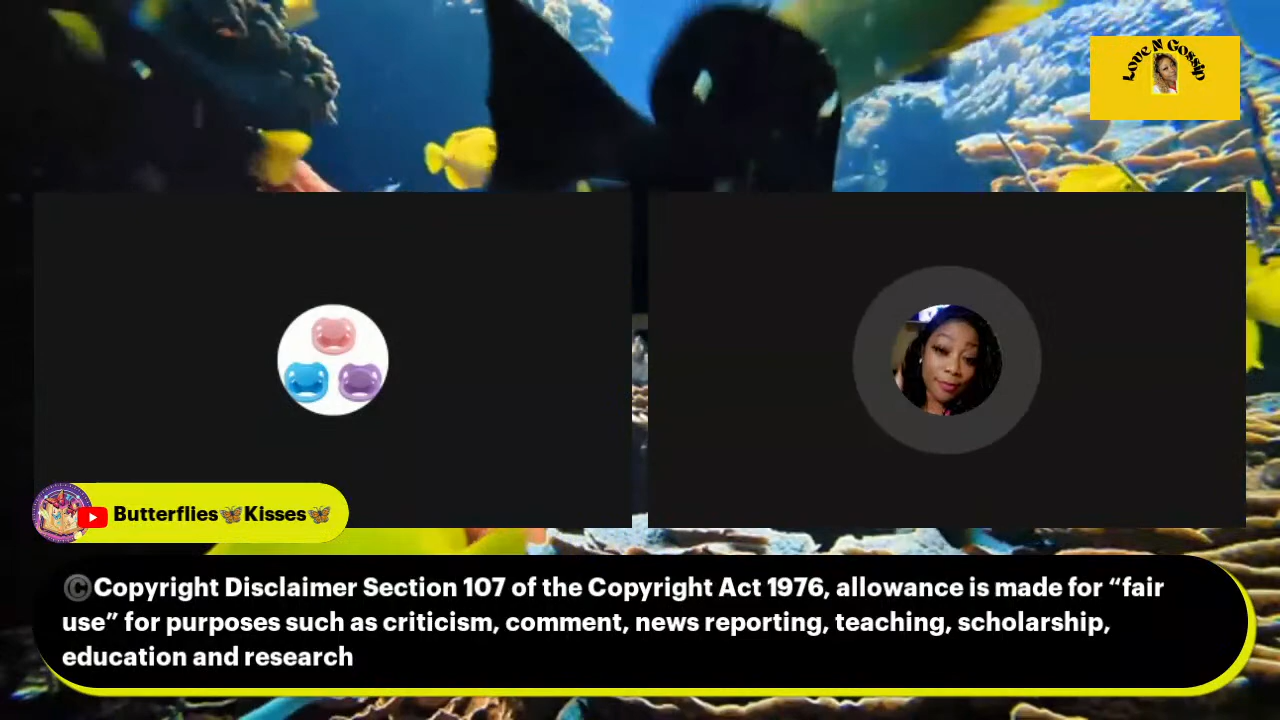 Love N Gossip
Butterflies🦋Kisses🦋
©Copyright Disclaimer Section 107 of the Copyright Act 1976, allowance is made for “fair
use” for purposes such as criticism, comment, news reporting, teaching, scholarship,
education and research